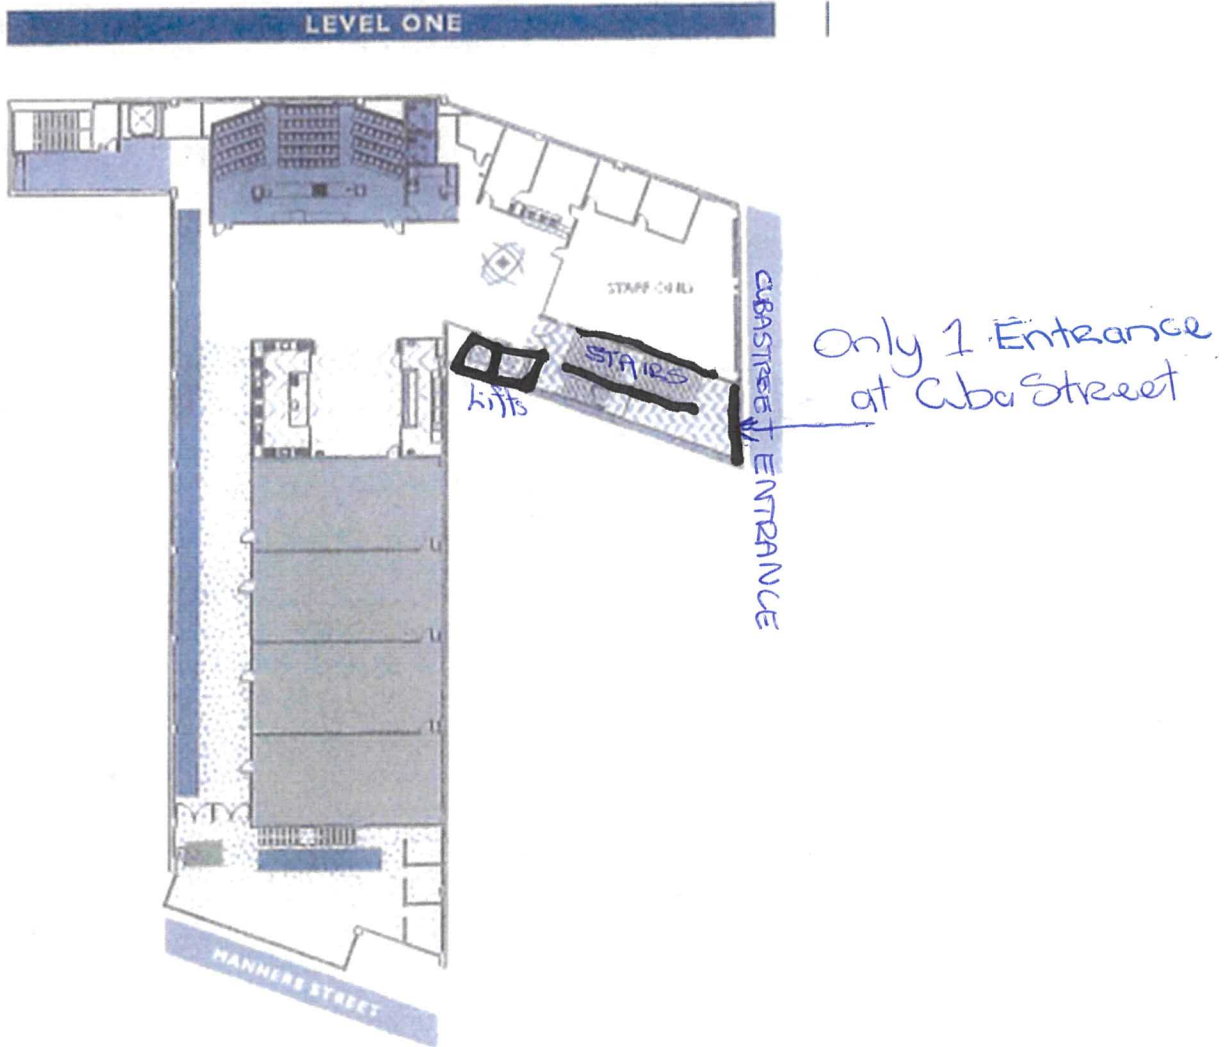 LEVEL ONE
STAFF ONLY
STAIRS
Lifts
CUBA STREET ENTRANCE
Only 1 Entrance
at Cuba Street
MANNERS STREET